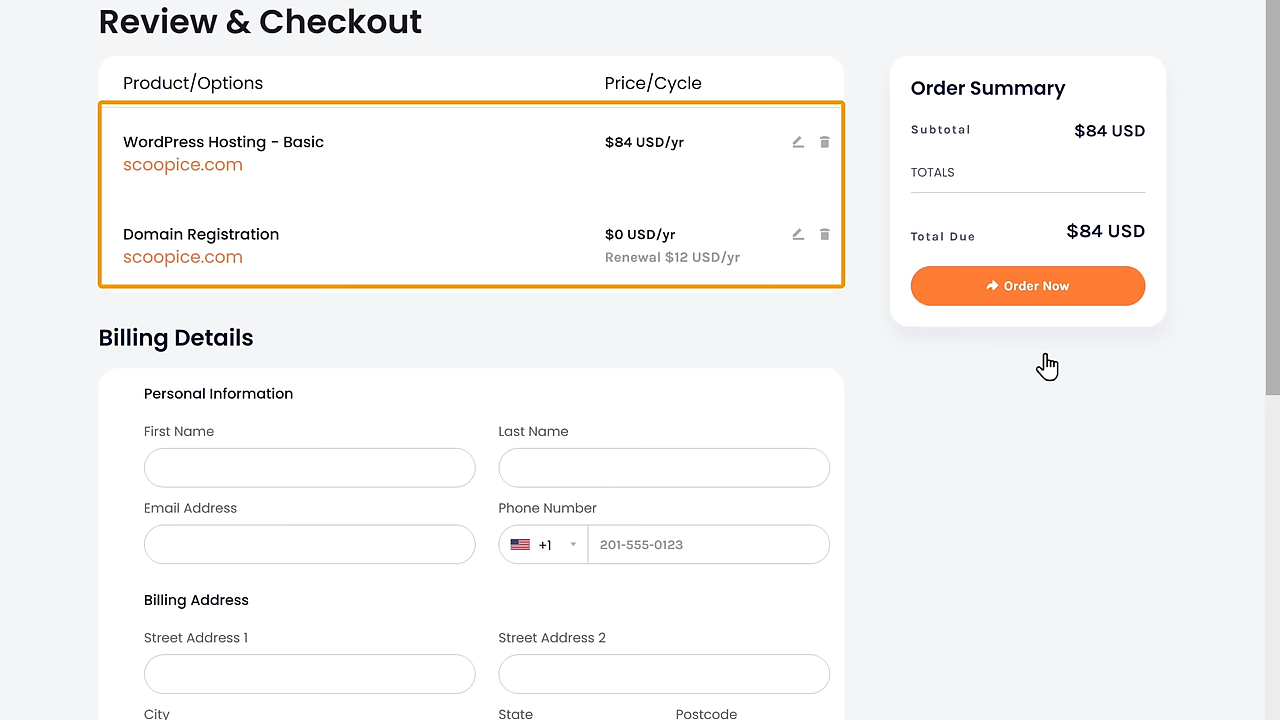 Review & Checkout
Product/Options Price/Cycle
WordPress Hosting - Basic $84 USD/yr
scoopice.com
Domain Registration $0 USD/yr
scoopice.com Renewal $12 USD/yr
Order Summary
Subtotal $84 USD
TOTALS
Total Due $84 USD
Order Now
Billing Details
Personal Information
First Name Last Name
Email Address Phone Number
+1 201-555-0123
Billing Address
Street Address 1 Street Address 2
City State Postcode